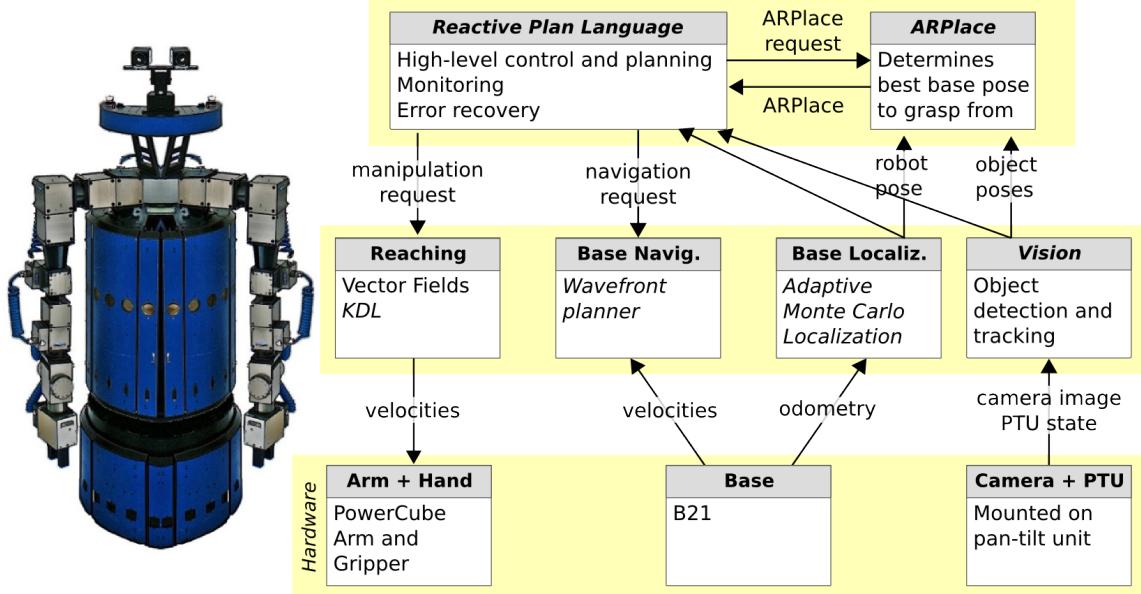 Reactive Plan Language
High-level control and planning
Monitoring
Error recovery
ARPlace
request
ARPlace
ARPlace
Determines
best base pose
to grasp from
manipulation
request
navigation
request
robot
pose
object
poses
Reaching
Vector Fields
KDL
Base Navig.
Wavefront
planner
Base Localiz.
Adaptive
Monte Carlo
Localization
Vision
Object
detection and
tracking
velocities
velocities
odometry
camera image
PTU state
Hardware
Arm + Hand
PowerCube
Arm and
Gripper
Base
B21
Camera + PTU
Mounted on
pan-tilt unit